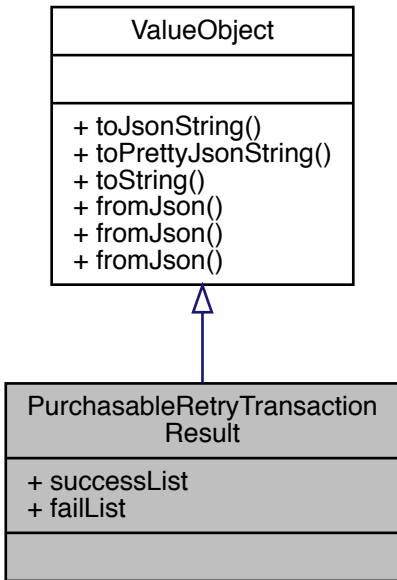 ValueObject
+ toJsonString()
+ toPrettyJsonString()
+ toString()
+ fromJson()
+ fromJson()
+ fromJson()
PurchasableRetryTransaction
Result
+ successList
+ failList